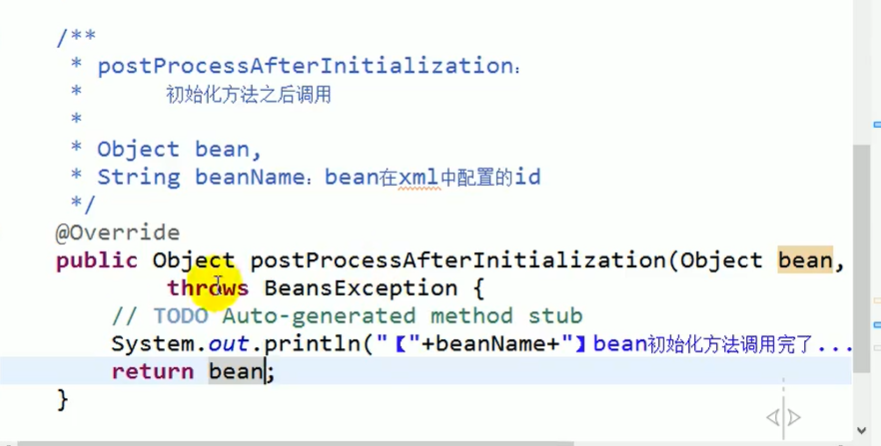 /**
 * postProcessAfterInitialization：
 *       初始化方法之后调用
 *
 * Object bean,
 * String beanName：bean在xml中配置的id
 */
@Override
public Object postProcessAfterInitialization(Object bean,
        throws BeansException {
    // TODO Auto-generated method stub
    System.out.println("【"+beanName+"】bean初始化方法调用完了...
    return bean;
}